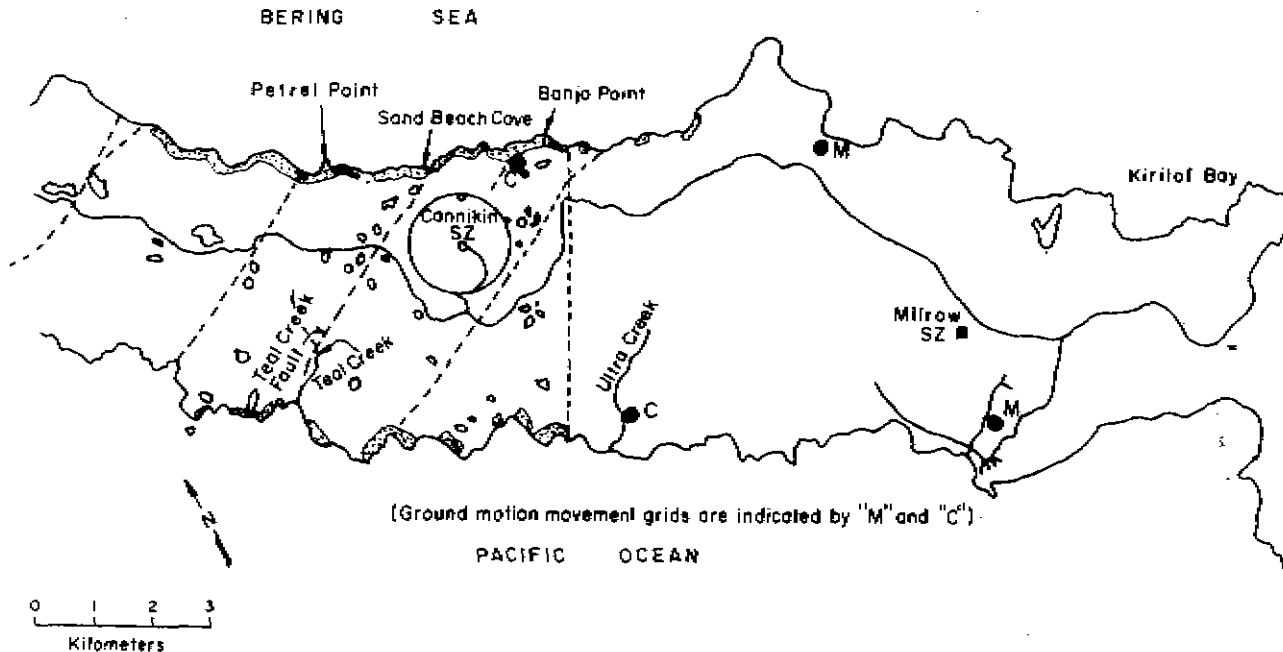 BERING SEA
Petrel Point
Sand Beach Cove
Banjo Point
C
M
Kirilof Bay
Cannikin
SZ
Milrow
SZ
Teal Creek
Fault
Teal Creek
Ultra Creek
C
M
N
(Ground motion movement grids are indicated by "M" and "C")
PACIFIC OCEAN
0 1 2 3
Kilometers